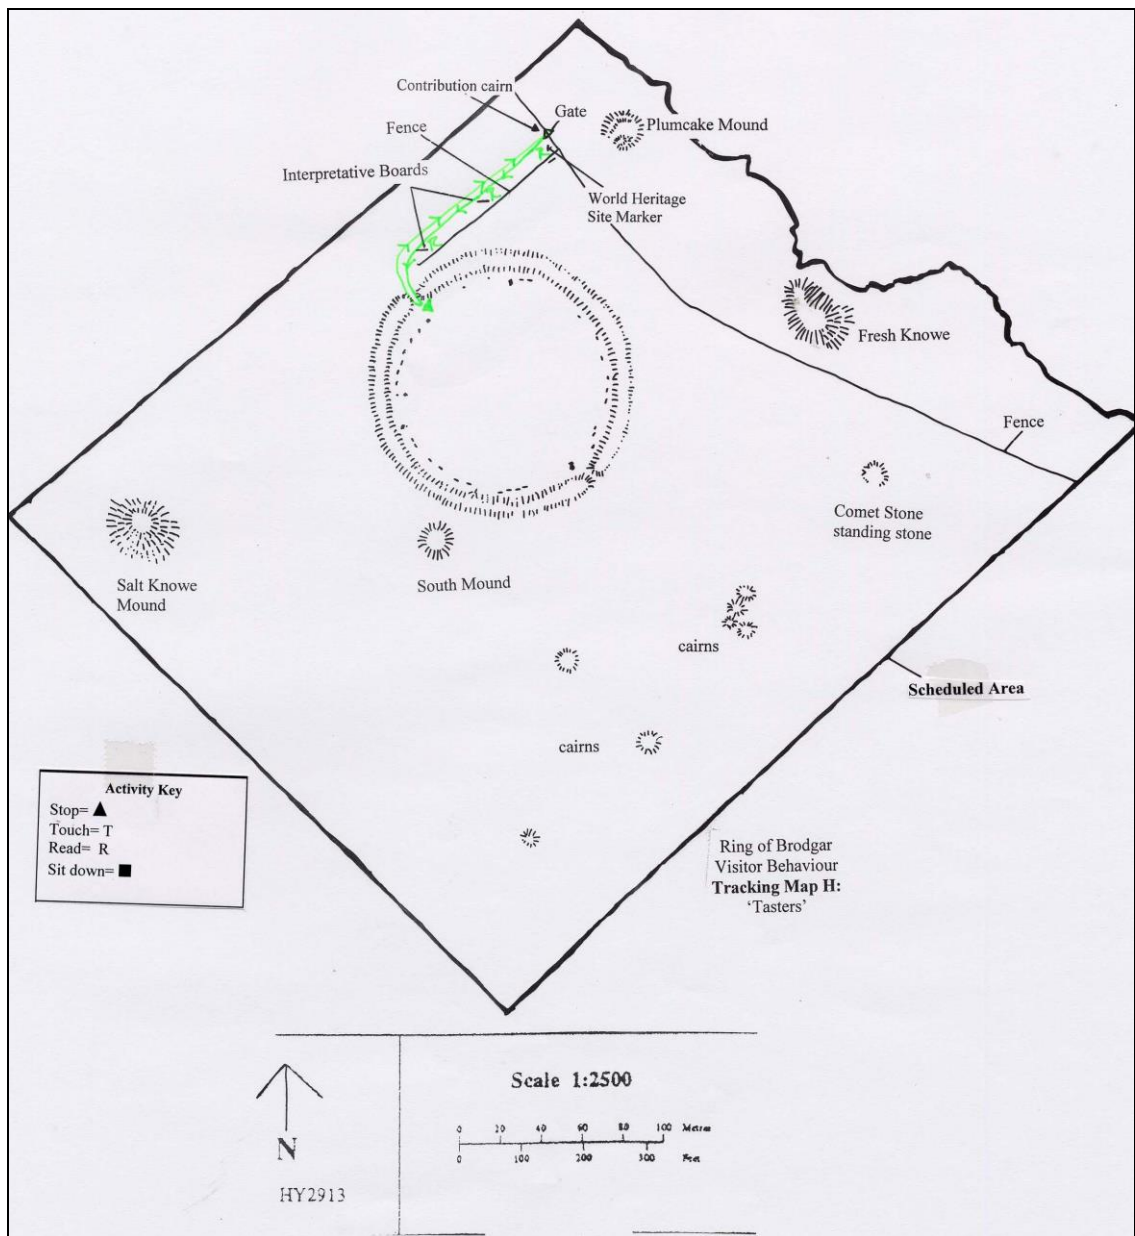 Contribution cairn
Gate
Plumcake Mound
Fence
Interpretative Boards
World Heritage
Site Marker
Fresh Knowe
Fence
Comet Stone
standing stone
Salt Knowe
Mound
South Mound
cairns
Scheduled Area
cairns
Activity Key
Stop= ▲
Touch= T
Read= R
Sit down= ■
Ring of Brodgar
Visitor Behaviour
Tracking Map H:
'Tasters'
Scale 1:2500
0 20 40 60 80 100 Metres
0 100 200 300 Feet
N
HY2913